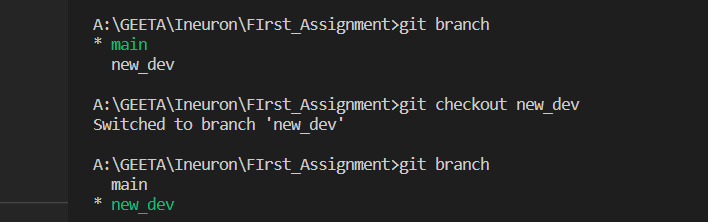 A:\GEETA\Ineuron\FIrst_Assignment>git branch
* main
  new_dev
A:\GEETA\Ineuron\FIrst_Assignment>git checkout new_dev
Switched to branch 'new_dev'
A:\GEETA\Ineuron\FIrst_Assignment>git branch
  main
* new_dev